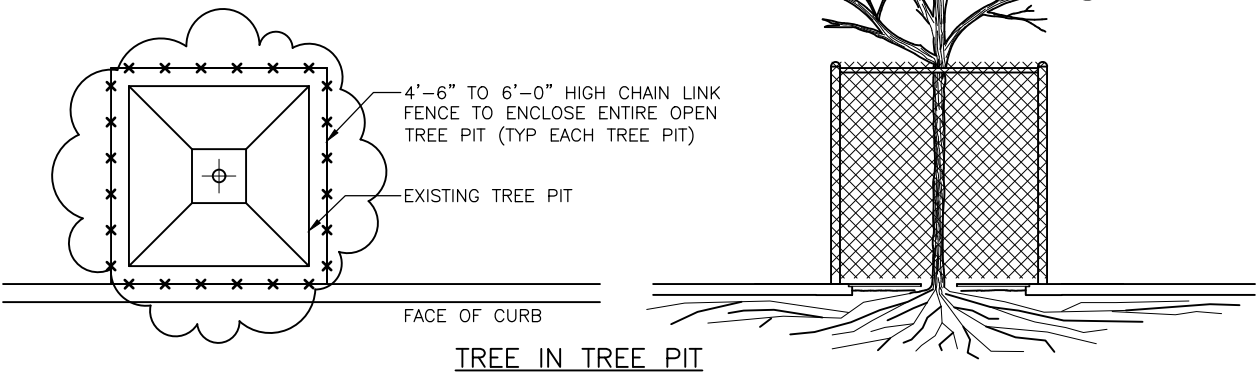 4'-6" TO 6'-0" HIGH CHAIN LINK
FENCE TO ENCLOSE ENTIRE OPEN
TREE PIT (TYP EACH TREE PIT)
EXISTING TREE PIT
FACE OF CURB
TREE IN TREE PIT